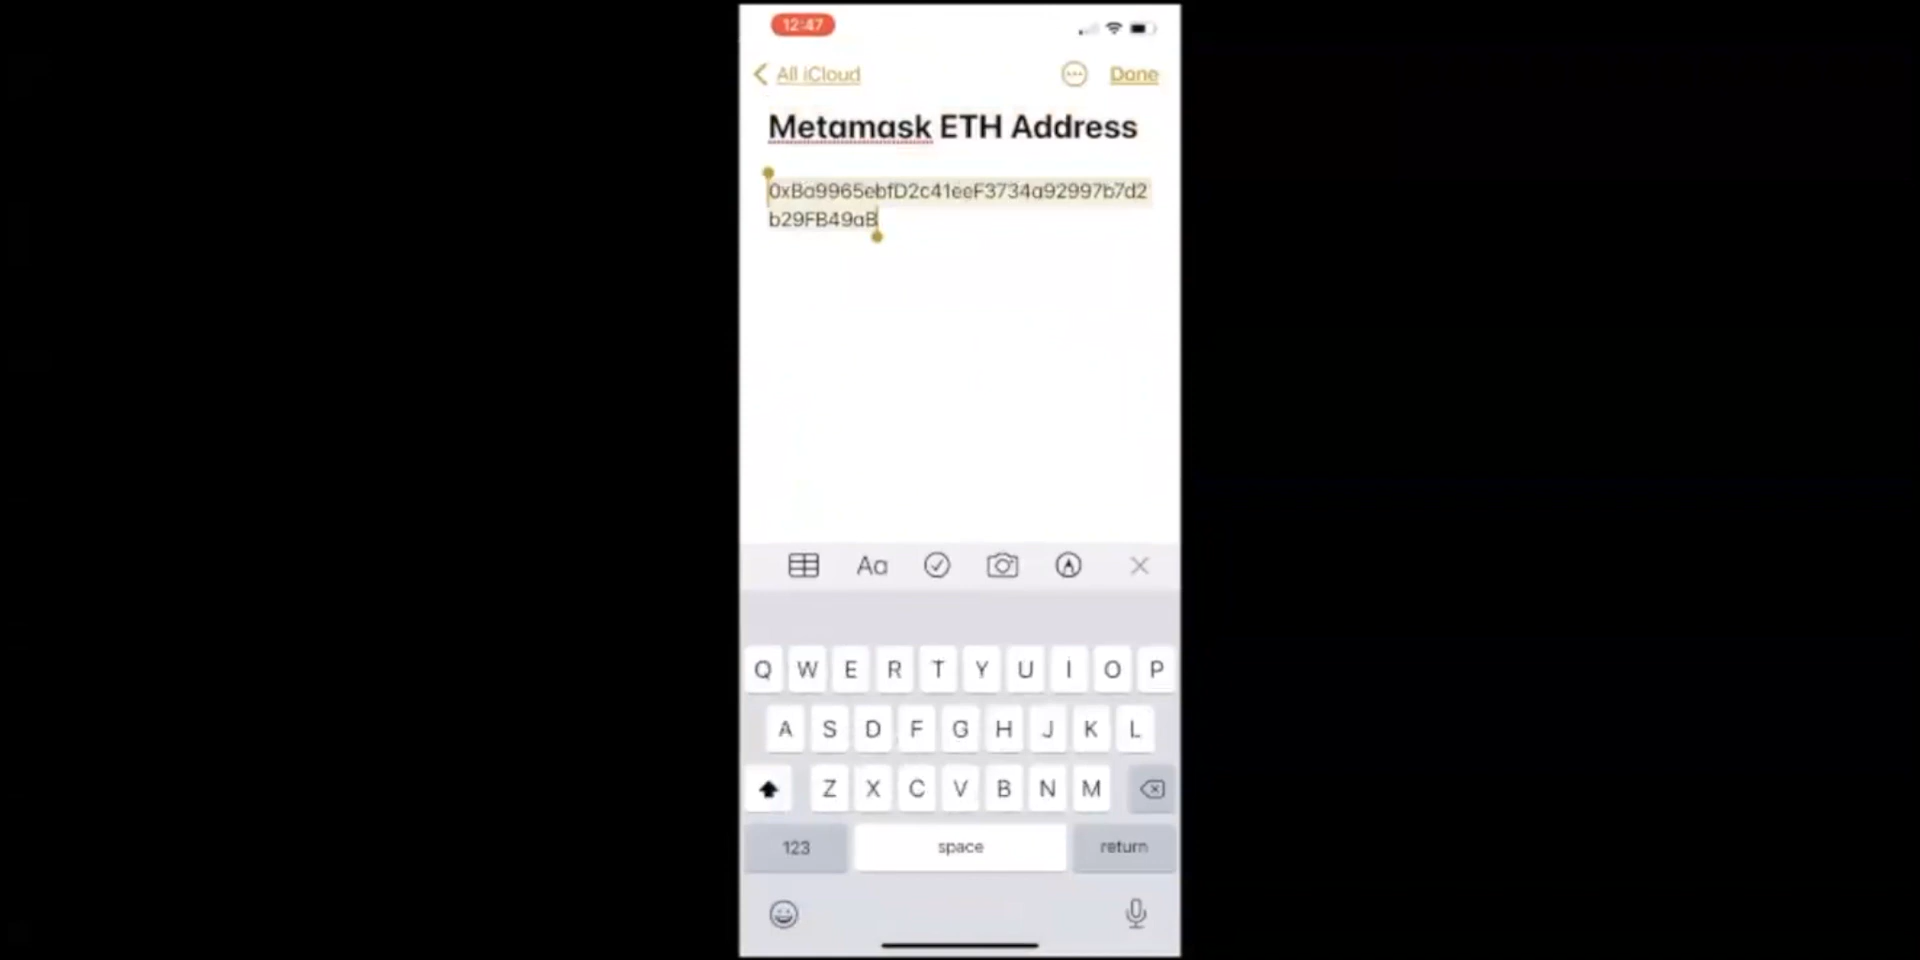 12:47
All iCloud
Done
Metamask ETH Address
0xBa9965ebfD2c41eeF3734a92997b7d2
b29FB49aB
Aa
Q W E R T Y U I O P
A S D F G H J K L
Z X C V B N M
123
space
return